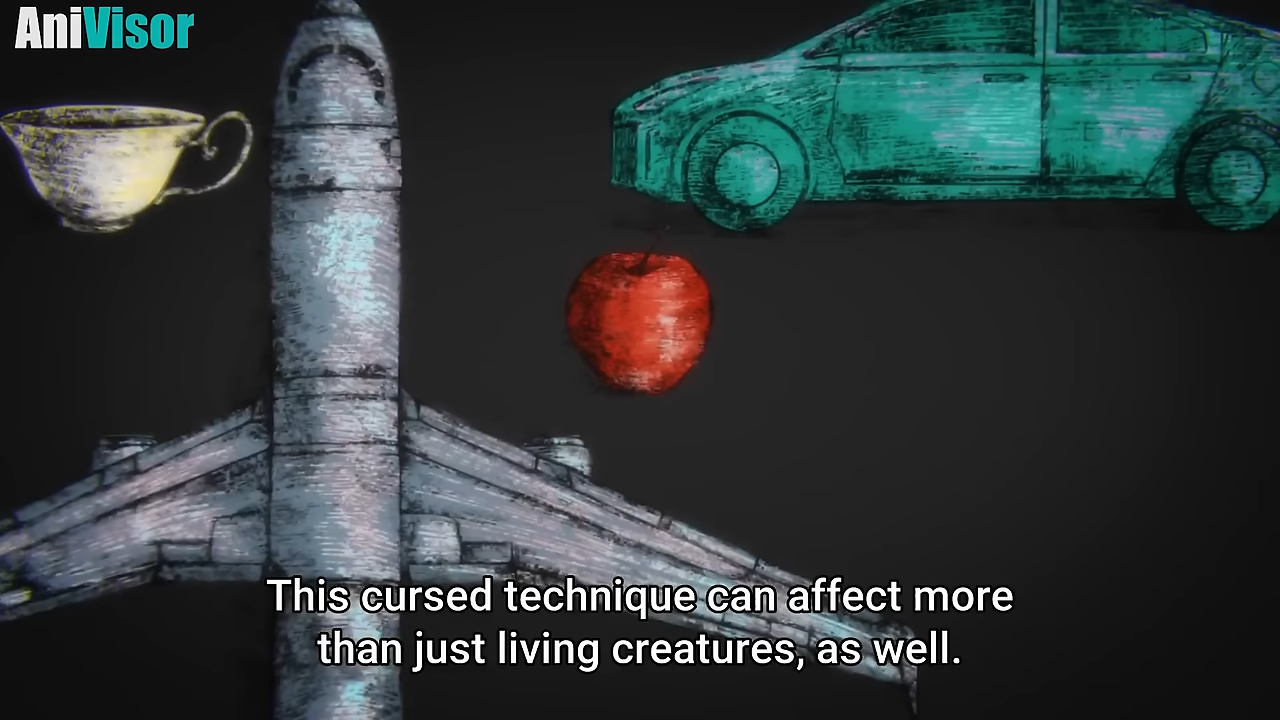 AniVisor
This cursed technique can affect more
than just living creatures, as well.